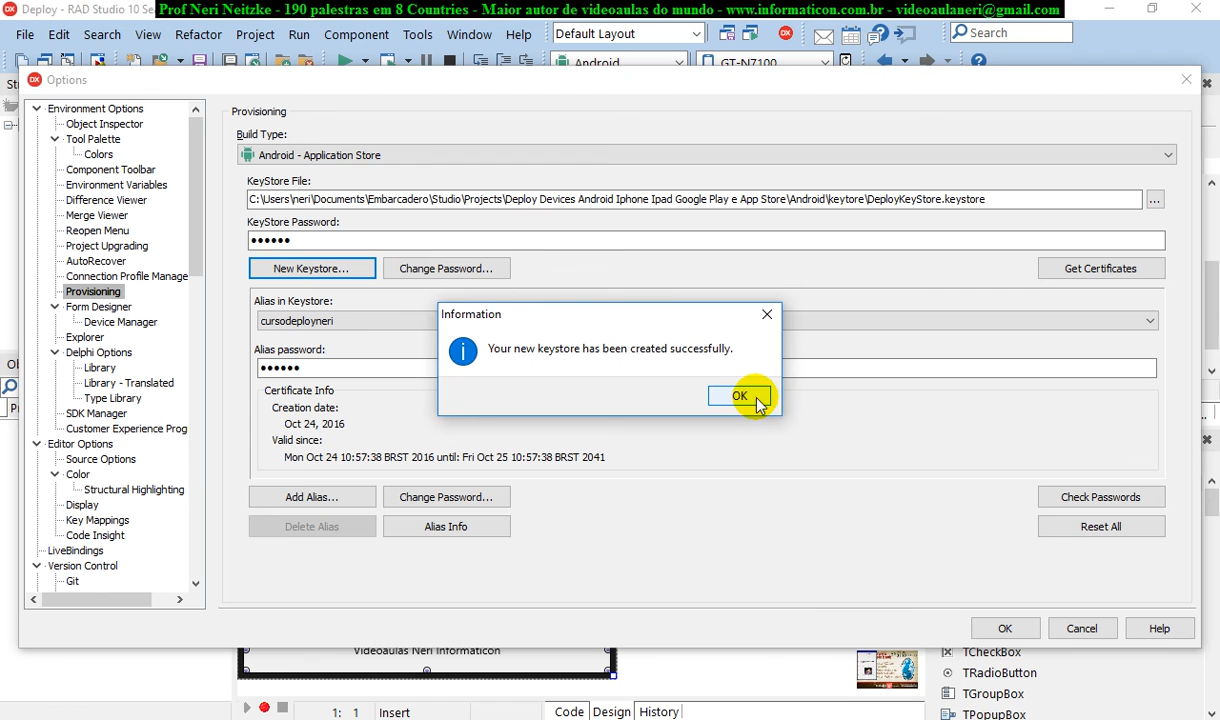 Deploy - RAD Studio 10 Se
Prof Neri Neitzke - 190 palestras em 8 Countries - Maior autor de videoaulas do mundo - www.informaticon.com.br - videoaulaneri@gmail.com
File Edit Search View Refactor Project Run Component Tools Window Help
Default Layout
Search
Android
GT-N7100
Options
Environment Options
Object Inspector
Tool Palette
Colors
Component Toolbar
Environment Variables
Difference Viewer
Merge Viewer
Reopen Menu
Project Upgrading
AutoRecover
Connection Profile Manage
Provisioning
Form Designer
Device Manager
Explorer
Delphi Options
Library
Library - Translated
Type Library
SDK Manager
Customer Experience Prog
Editor Options
Source Options
Color
Structural Highlighting
Display
Key Mappings
Code Insight
LiveBindings
Version Control
Git
Provisioning
Build Type:
Android - Application Store
KeyStore File:
C:\Users\neri\Documents\Embarcadero\Studio\Projects\Deploy Devices Android Iphone Ipad Google Play e App Store\Android\keytore\DeployKeyStore.keystore
...
KeyStore Password:
●●●●●●
New Keystore... Change Password... Get Certificates
Alias in Keystore:
cursodeployneri
Alias password:
●●●●●●
Certificate Info
Creation date:
Oct 24, 2016
Valid since:
Mon Oct 24 10:57:38 BRST 2016 until: Fri Oct 25 10:57:38 BRST 2041
Add Alias... Change Password... Check Passwords
Delete Alias Alias Info Reset All
Information
Your new keystore has been created successfully.
OK
OK Cancel Help
Videoaulas Neri Informaticon
TCheckBox
TRadioButton
TGroupBox
TPopupBox
1: 1 Insert
Code Design History